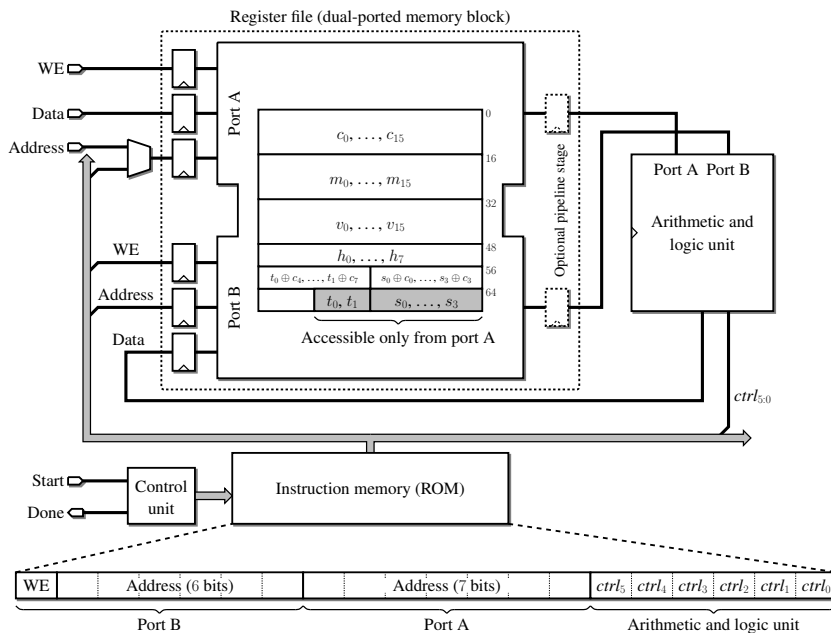 Register file (dual-ported memory block)
WE
Data
Address
Port A
c₀, . . . , c₁₅
0
m₀, . . . , m₁₅
16
v₀, . . . , v₁₅
32
h₀, . . . , h₇
48
t₀ ⊕ c₄, . . . , t₁ ⊕ c₇
s₀ ⊕ c₀, . . . , s₃ ⊕ c₃
56
t₀, t₁
s₀, . . . , s₃
64
Accessible only from port A
WE
Address
Data
Port B
Optional pipeline stage
Port A Port B
Arithmetic and
logic unit
ctrl₅:₀
Start
Done
Control
unit
Instruction memory (ROM)
WE
Address (6 bits)
Address (7 bits)
ctrl₅ ctrl₄ ctrl₃ ctrl₂ ctrl₁ ctrl₀
Port B
Port A
Arithmetic and logic unit